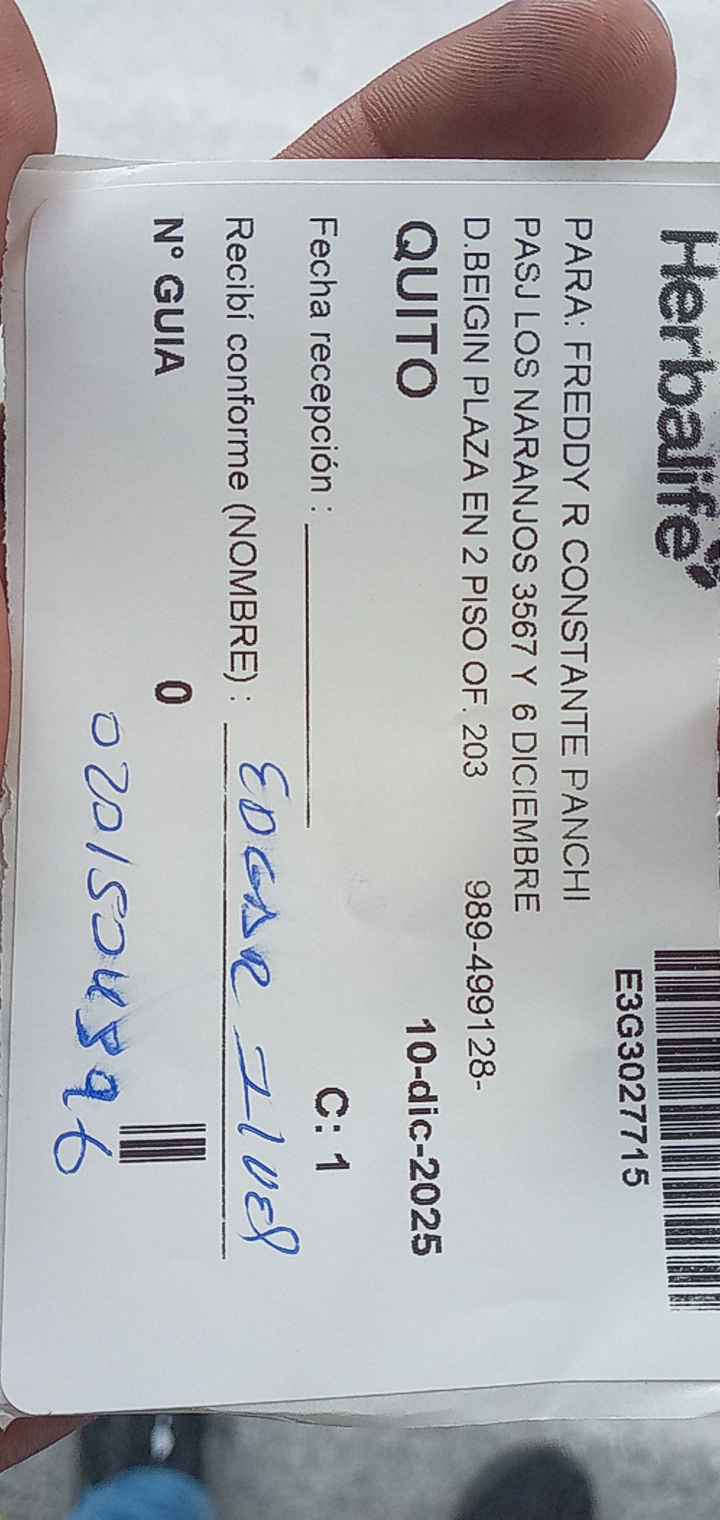 Herbalife
E3G3027715
PARA: FREDDY R CONSTANTE PANCHI
PASJ LOS NARANJOS 3567 Y 6 DICIEMBRE
D.BEIGIN PLAZA EN 2 PISO OF. 203 989-499128-
QUITO 10-dic-2025
Fecha recepción : C: 1
Recibí conforme (NOMBRE) : EDGAR
N° GUIA 0